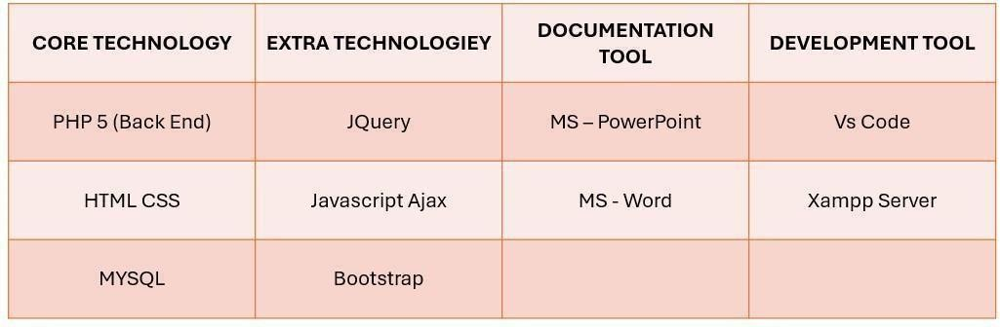 CORE TECHNOLOGY
EXTRA TECHNOLOGIEY
DOCUMENTATION
TOOL
DEVELOPMENT TOOL
PHP 5 (Back End)
JQuery
MS – PowerPoint
Vs Code
HTML CSS
Javascript Ajax
MS - Word
Xampp Server
MYSQL
Bootstrap